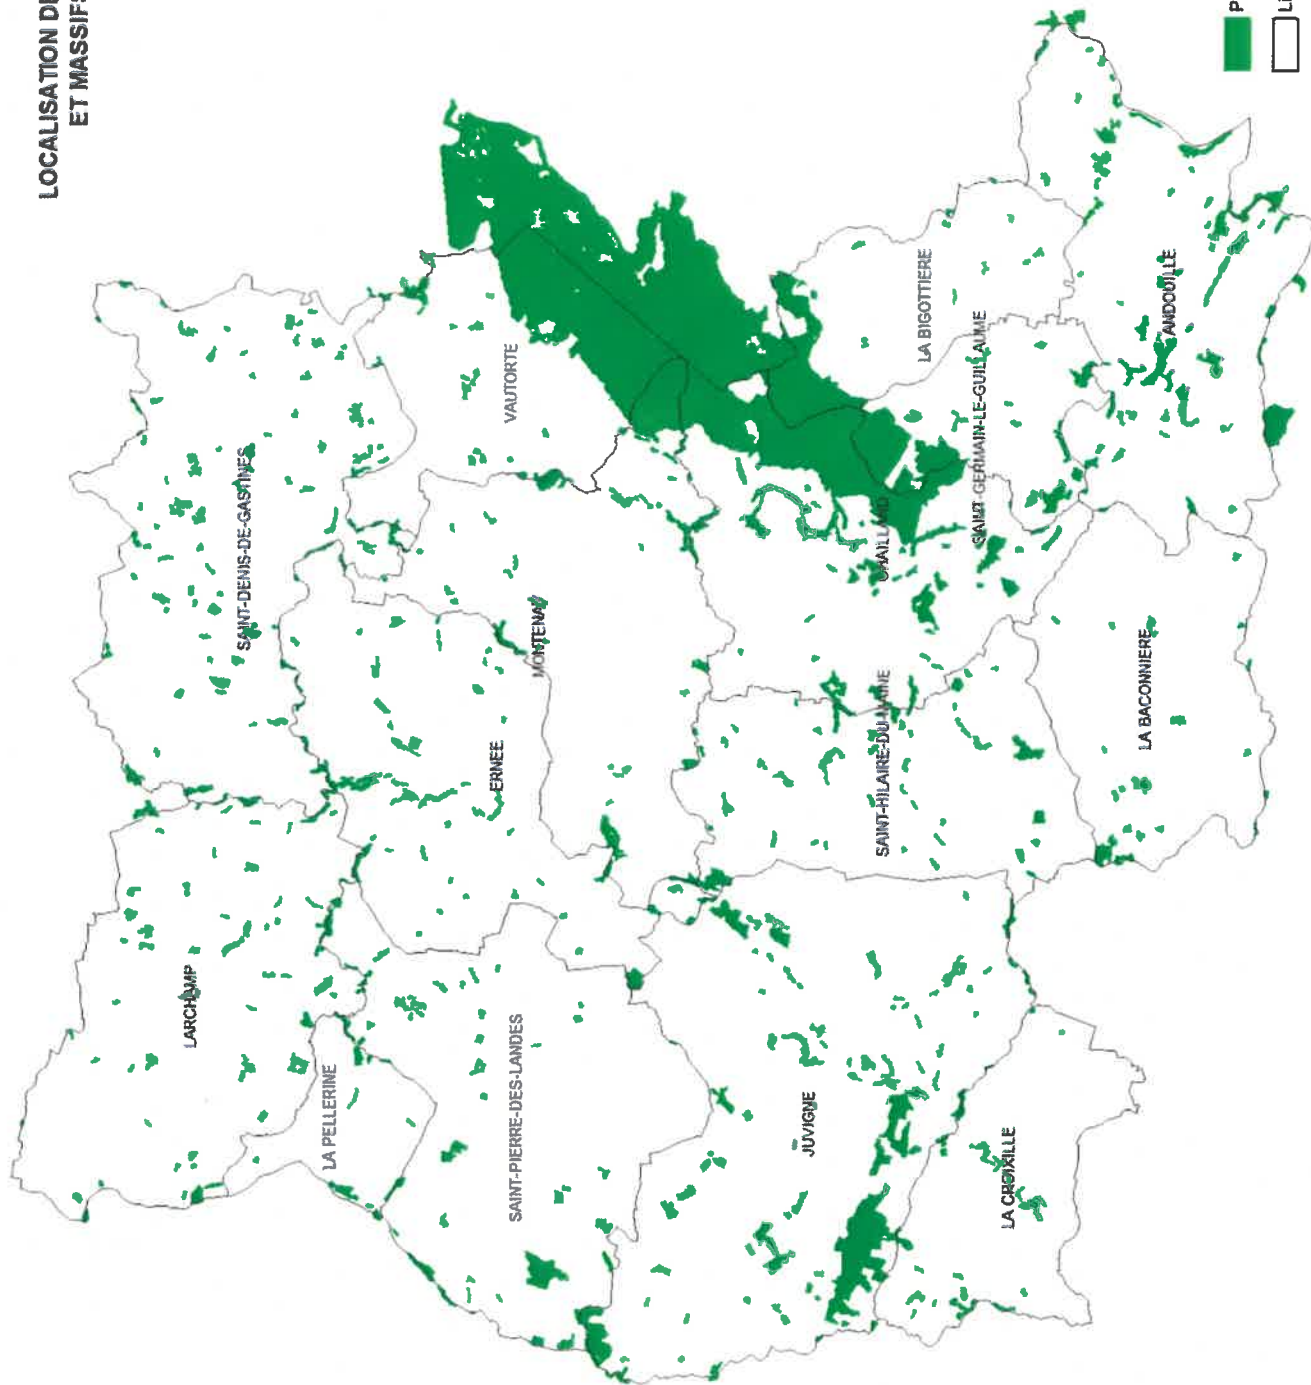 LOCALISATION
ET MASSIFS
SAINT-DENIS-DE-GASTINES
VAUTORTE
LARCHAMP
ERNEE
MONTENAY
LA PELLERINE
SAINT-PIERRE-DES-LANDES
CHAILLAND
LA BIGOTTIERE
SAINT-GERMAIN-LE-GUILLAUME
ANDOUILLE
SAINT-HILAIRE-DU-MAINE
JUVIGNE
LA BACONNIERE
LA CROIXILLE